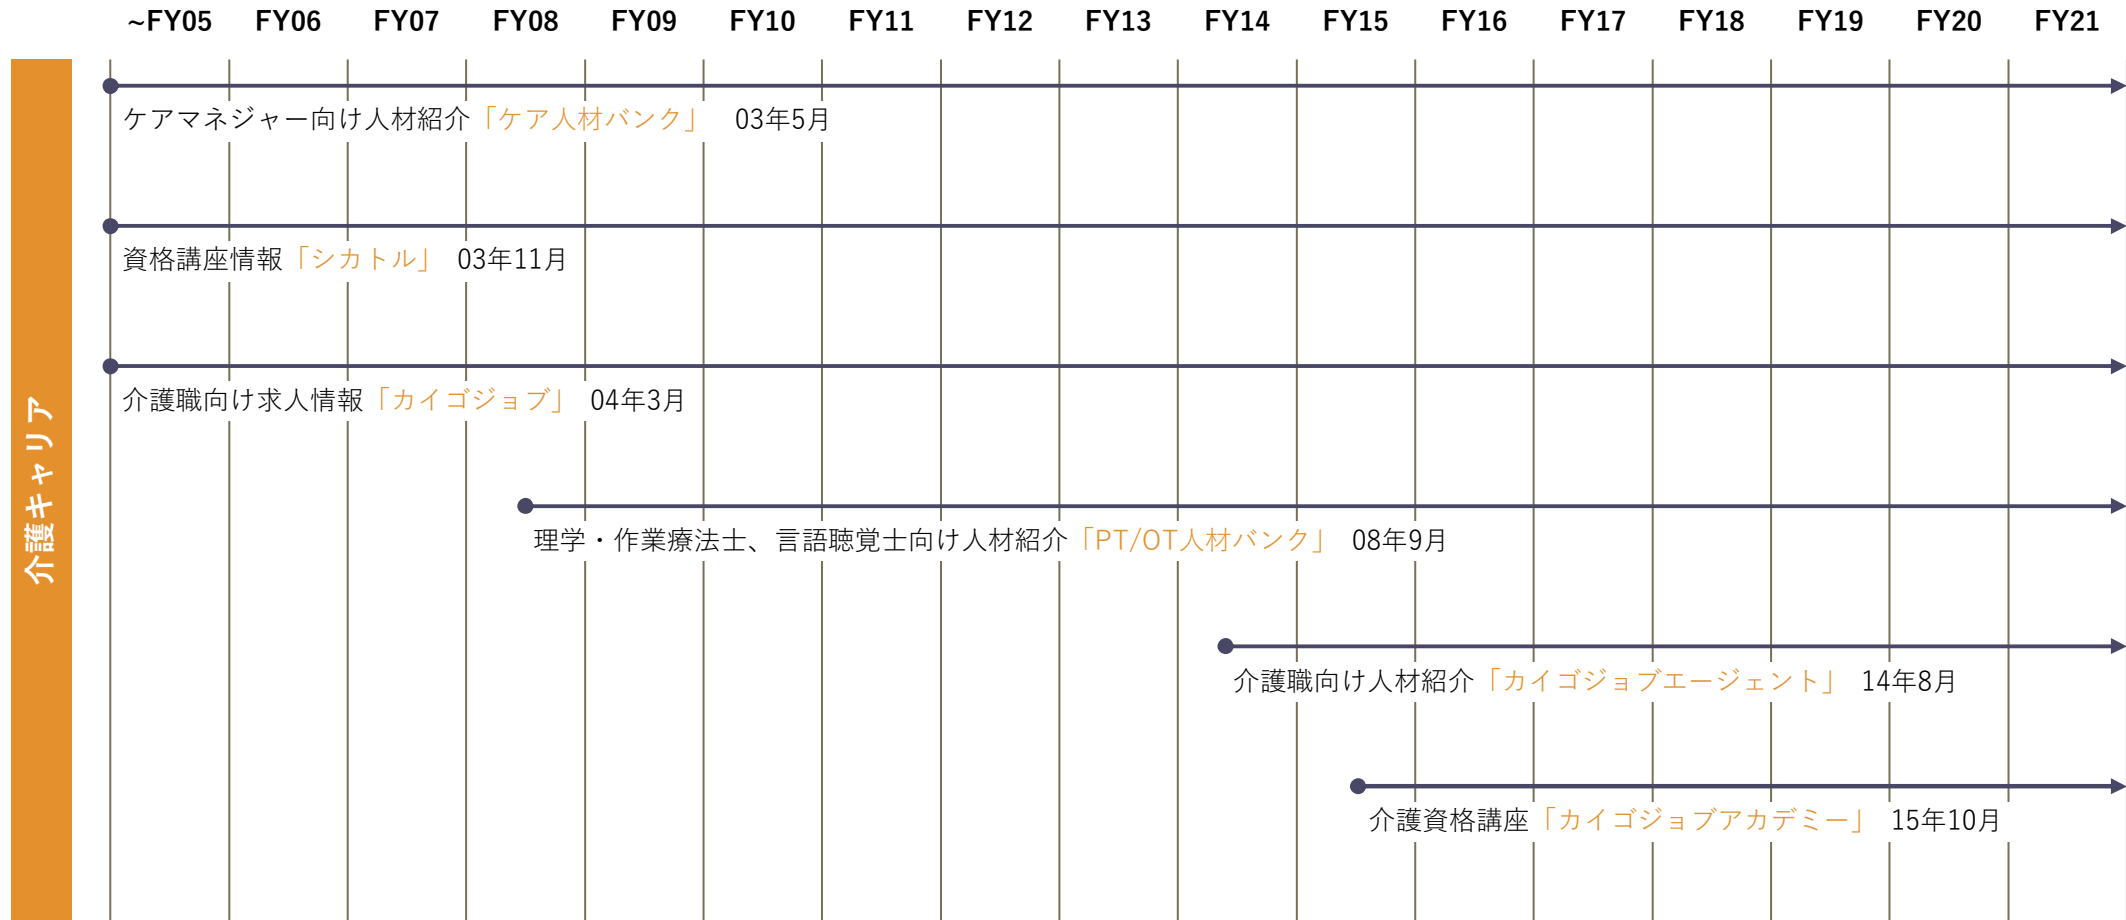 ~FY05 FY06 FY07 FY08 FY09 FY10 FY11 FY12 FY13 FY14 FY15 FY16 FY17 FY18 FY19 FY20 FY21
介護キャリア
ケアマネジャー向け人材紹介「ケア人材バンク」 03年5月
資格講座情報「シカトル」 03年11月
介護職向け求人情報「カイゴジョブ」 04年3月
理学・作業療法士、言語聴覚士向け人材紹介「PT/OT人材バンク」 08年9月
介護職向け人材紹介「カイゴジョブエージェント」 14年8月
介護資格講座「カイゴジョブアカデミー」 15年10月